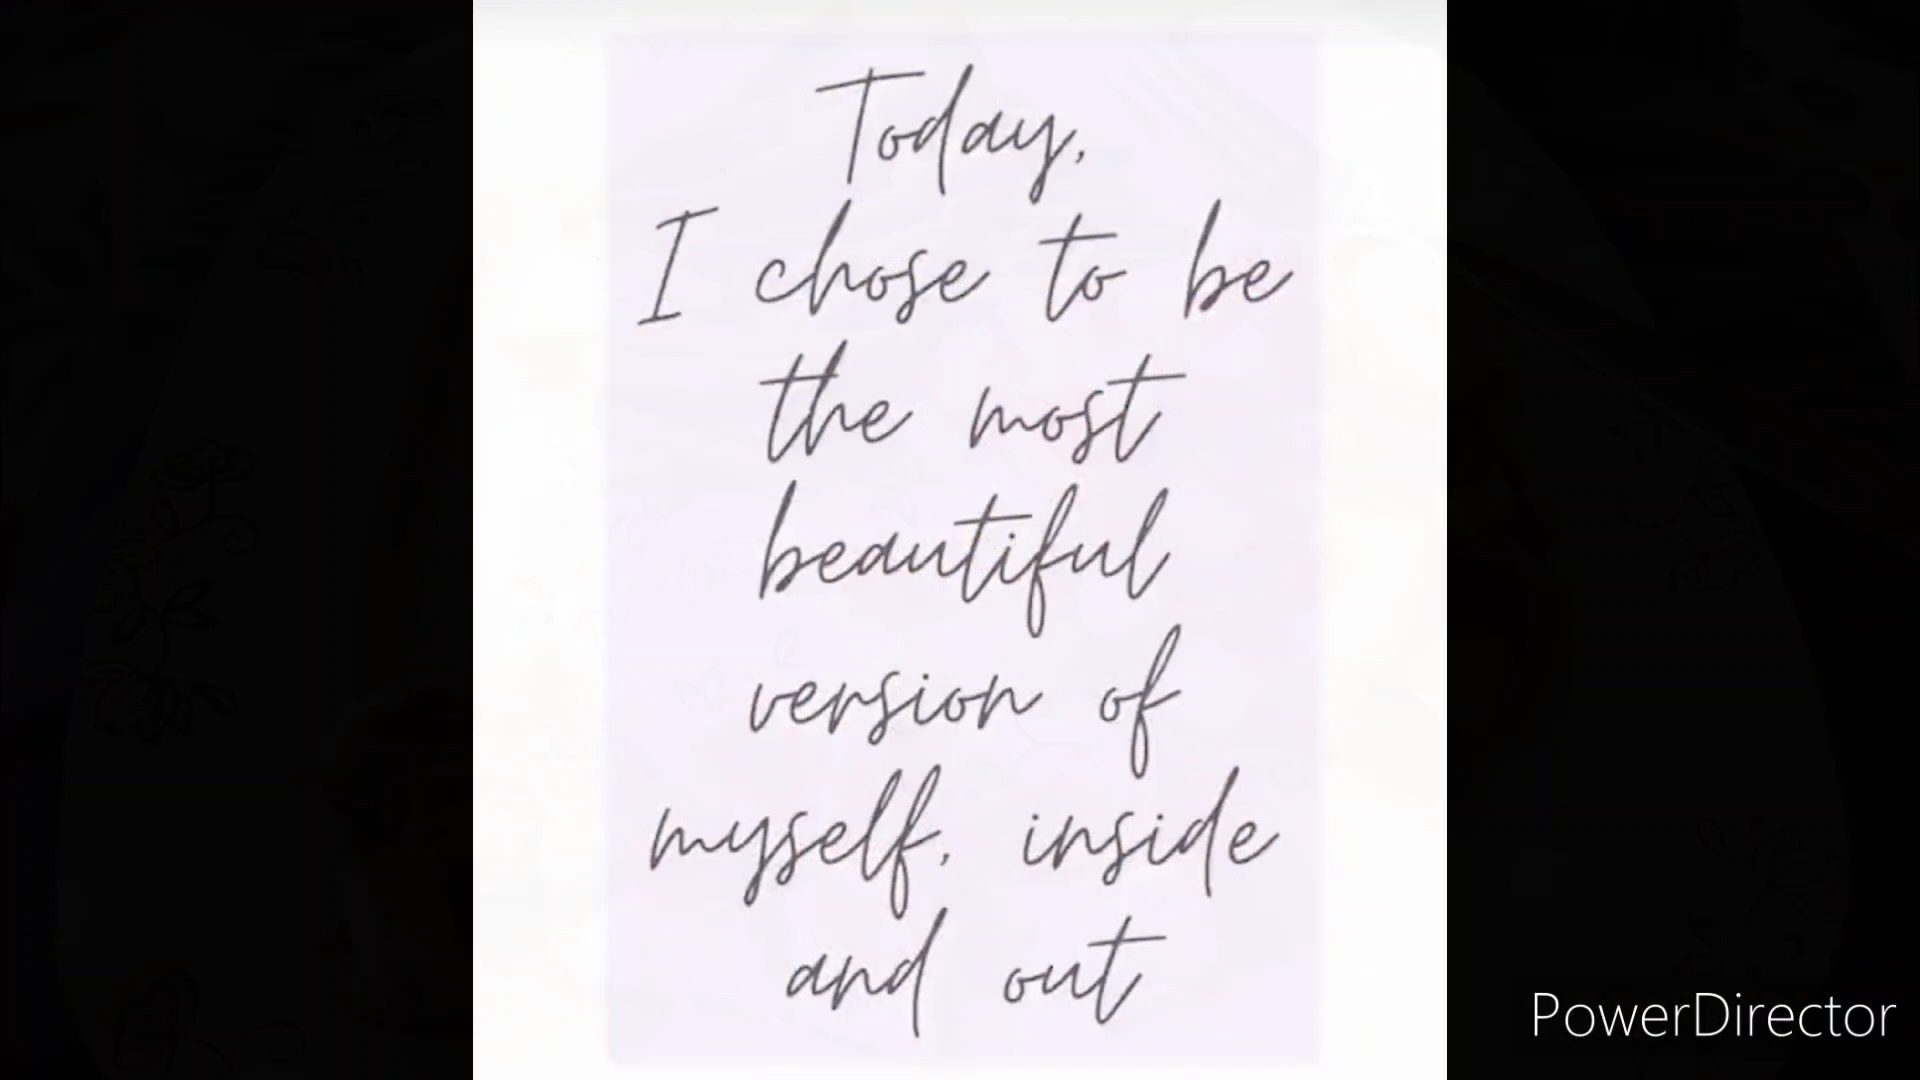 Today,
I chose to be
the most
beautiful
version of
myself, inside
and out
PowerDirector